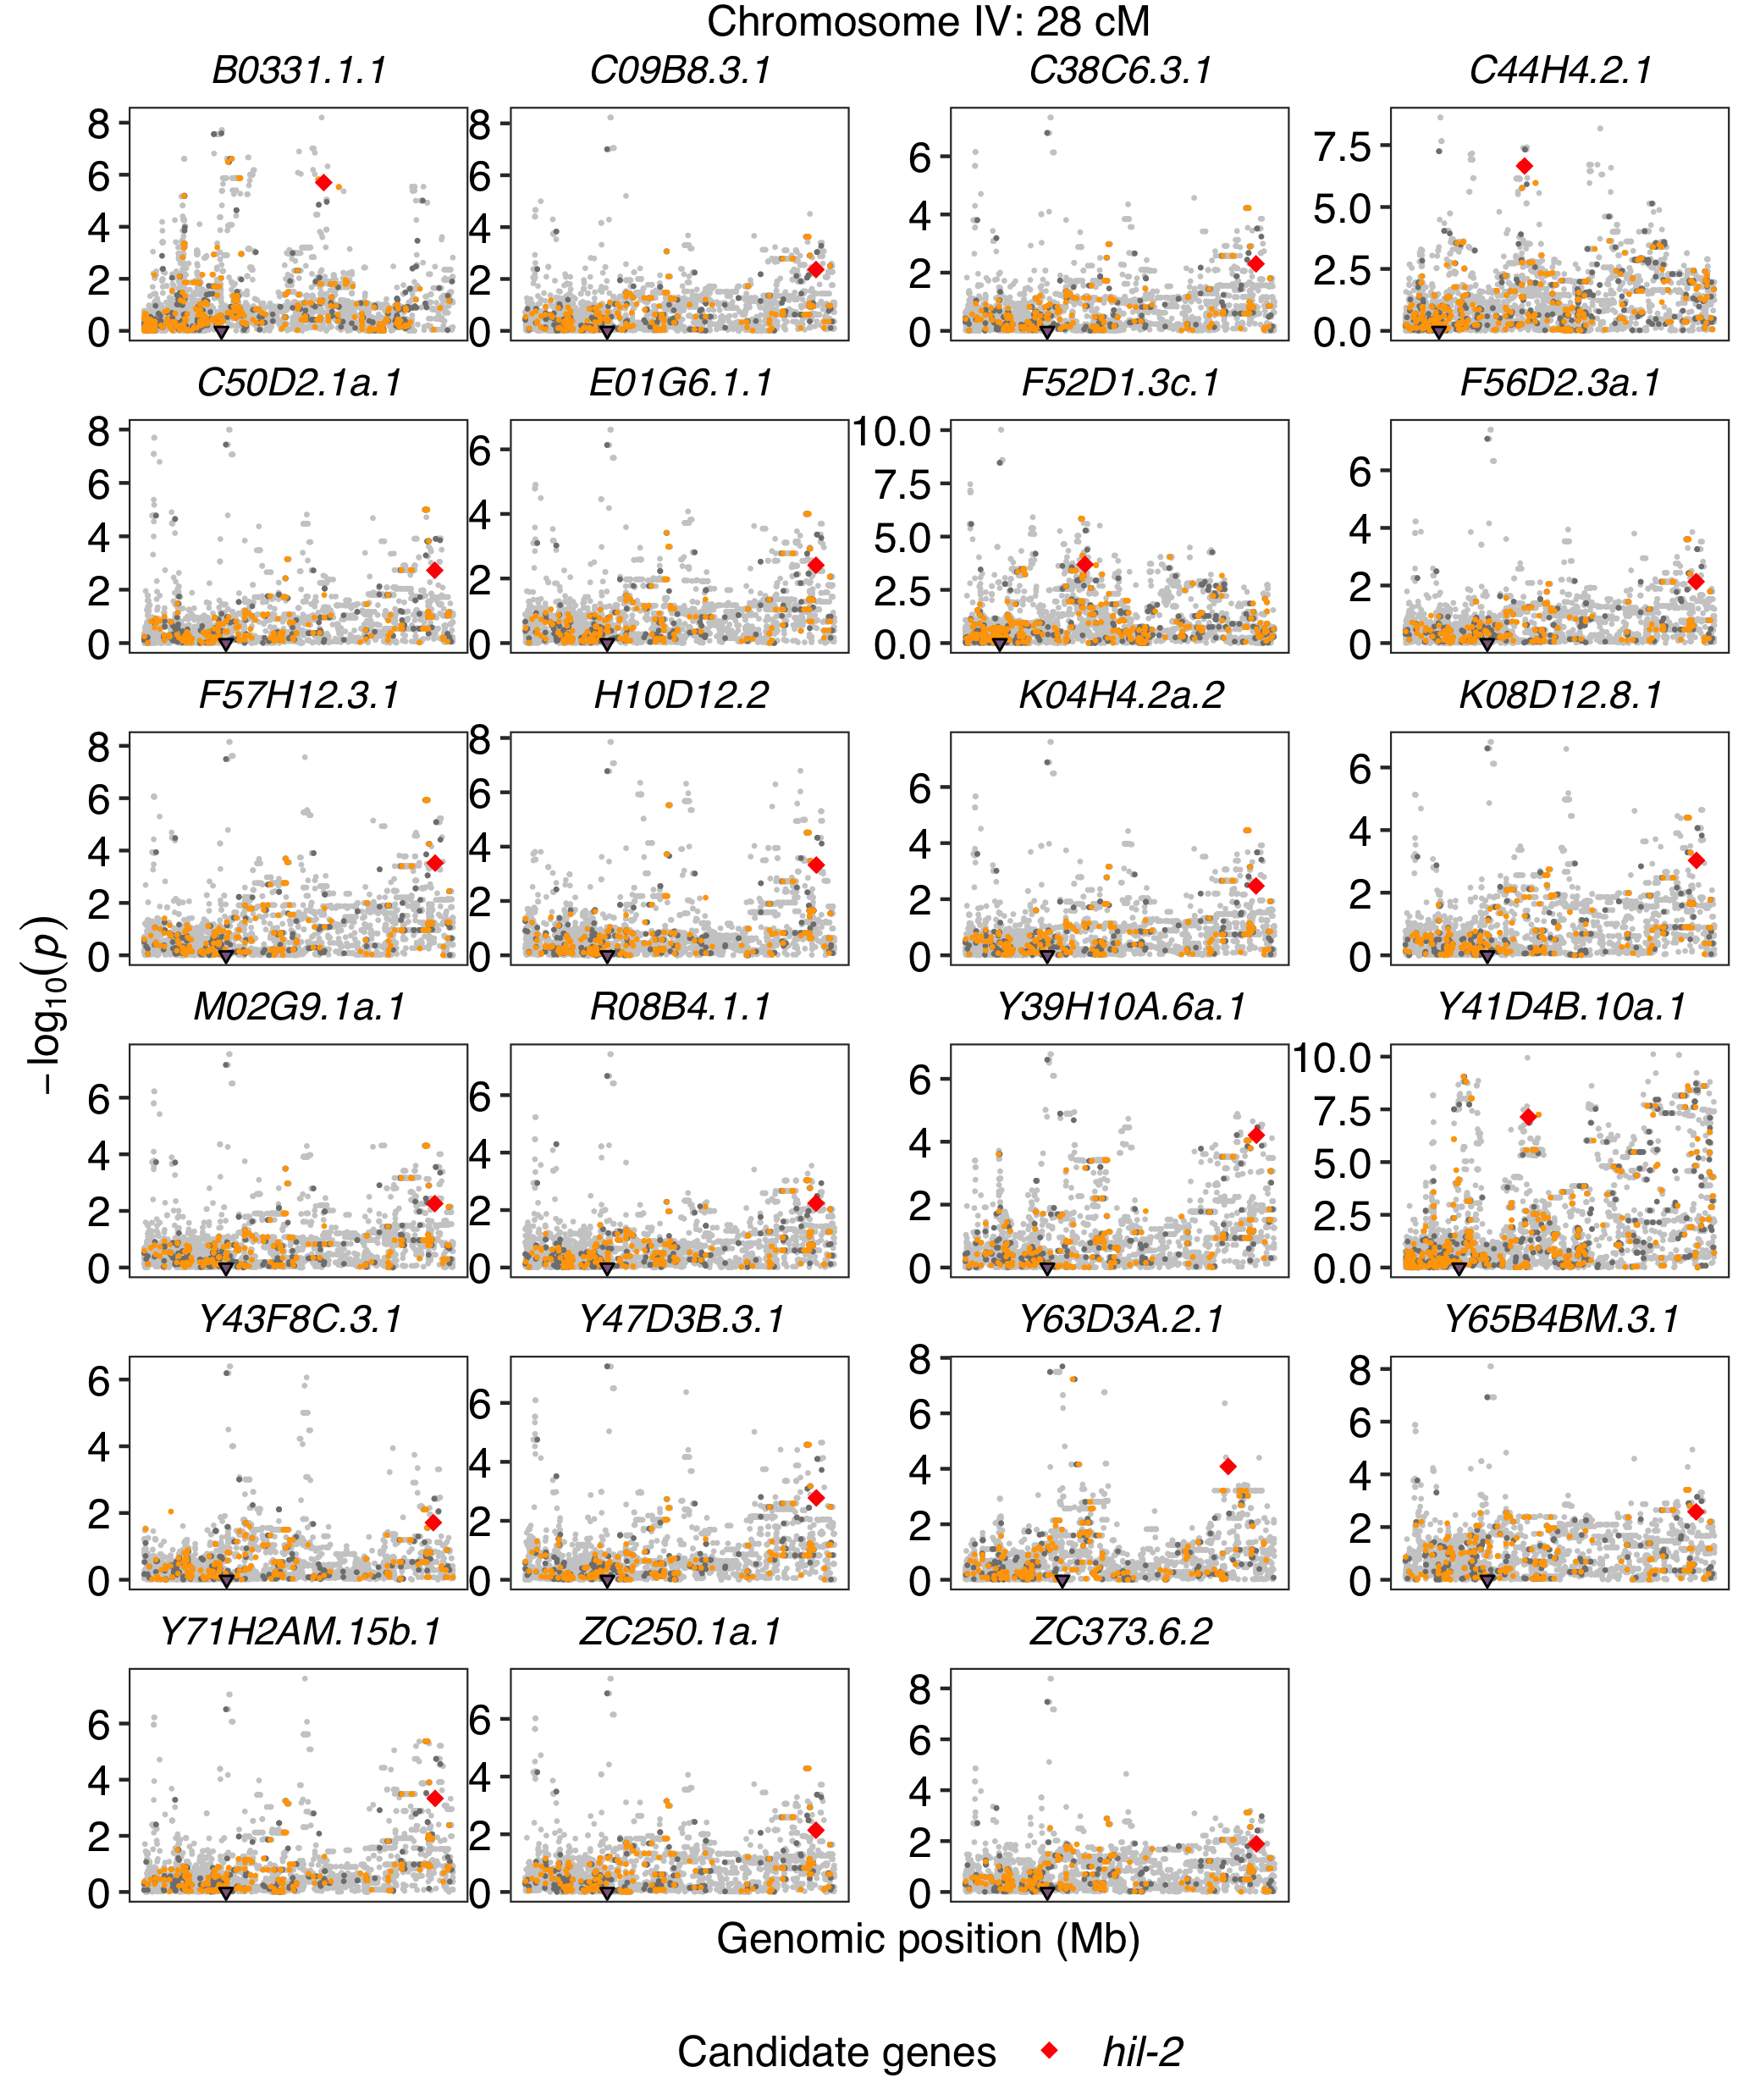 Chromosome IV: 28 cM
B0331.1.1 C09B8.3.1 C38C6.3.1 C44H4.2.1
8 6 4 2 0
8 6 4 2 0
6 4 2 0
7.5 5.0 2.5 0.0
C50D2.1a.1 E01G6.1.1 F52D1.3c.1 F56D2.3a.1
8 6 4 2 0
6 4 2 0
10.0 7.5 5.0 2.5 0.0
6 4 2 0
F57H12.3.1 H10D12.2 K04H4.2a.2 K08D12.8.1
8 6 4 2 0
8 6 4 2 0
6 4 2 0
6 4 2 0
−log10(p)
M02G9.1a.1 R08B4.1.1 Y39H10A.6a.1 Y41D4B.10a.1
6 4 2 0
6 4 2 0
6 4 2 0
10.0 7.5 5.0 2.5 0.0
Y43F8C.3.1 Y47D3B.3.1 Y63D3A.2.1 Y65B4BM.3.1
6 4 2 0
6 4 2 0
8 6 4 2 0
8 6 4 2 0
Y71H2AM.15b.1 ZC250.1a.1 ZC373.6.2
6 4 2 0
6 4 2 0
8 6 4 2 0
Genomic position (Mb)
Candidate genes hil-2